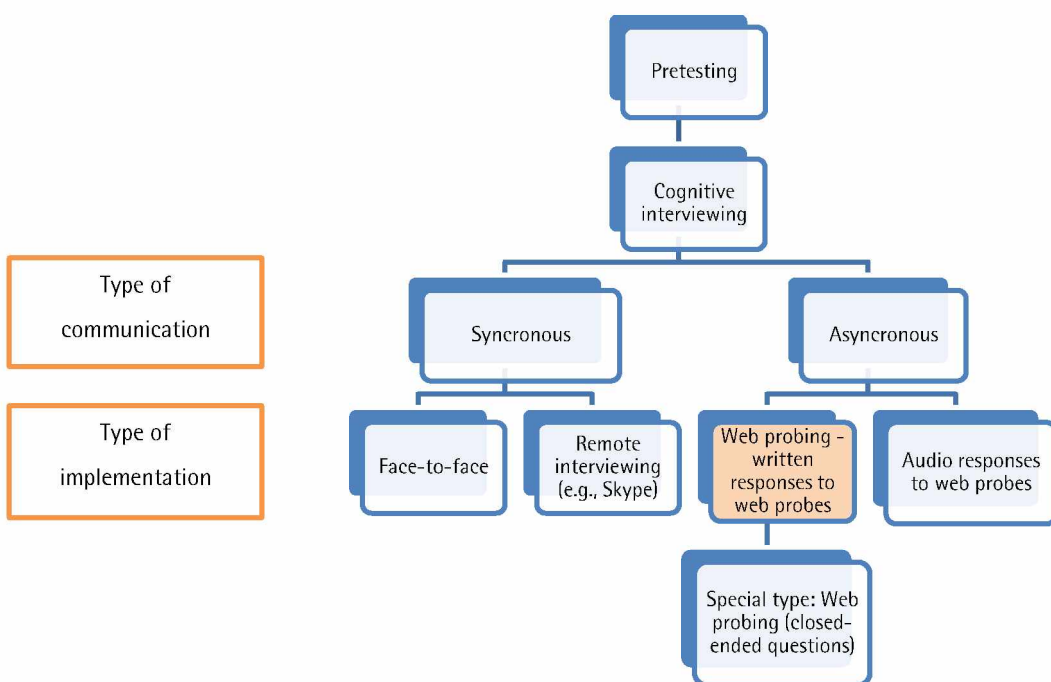 Pretesting
Cognitive
interviewing
Type of
communication
Syncronous
Asyncronous
Type of
implementation
Face-to-face
Remote
interviewing
(e.g., Skype)
Web probing -
written
responses to
web probes
Audio responses
to web probes
Special type: Web
probing (closed-
ended questions)